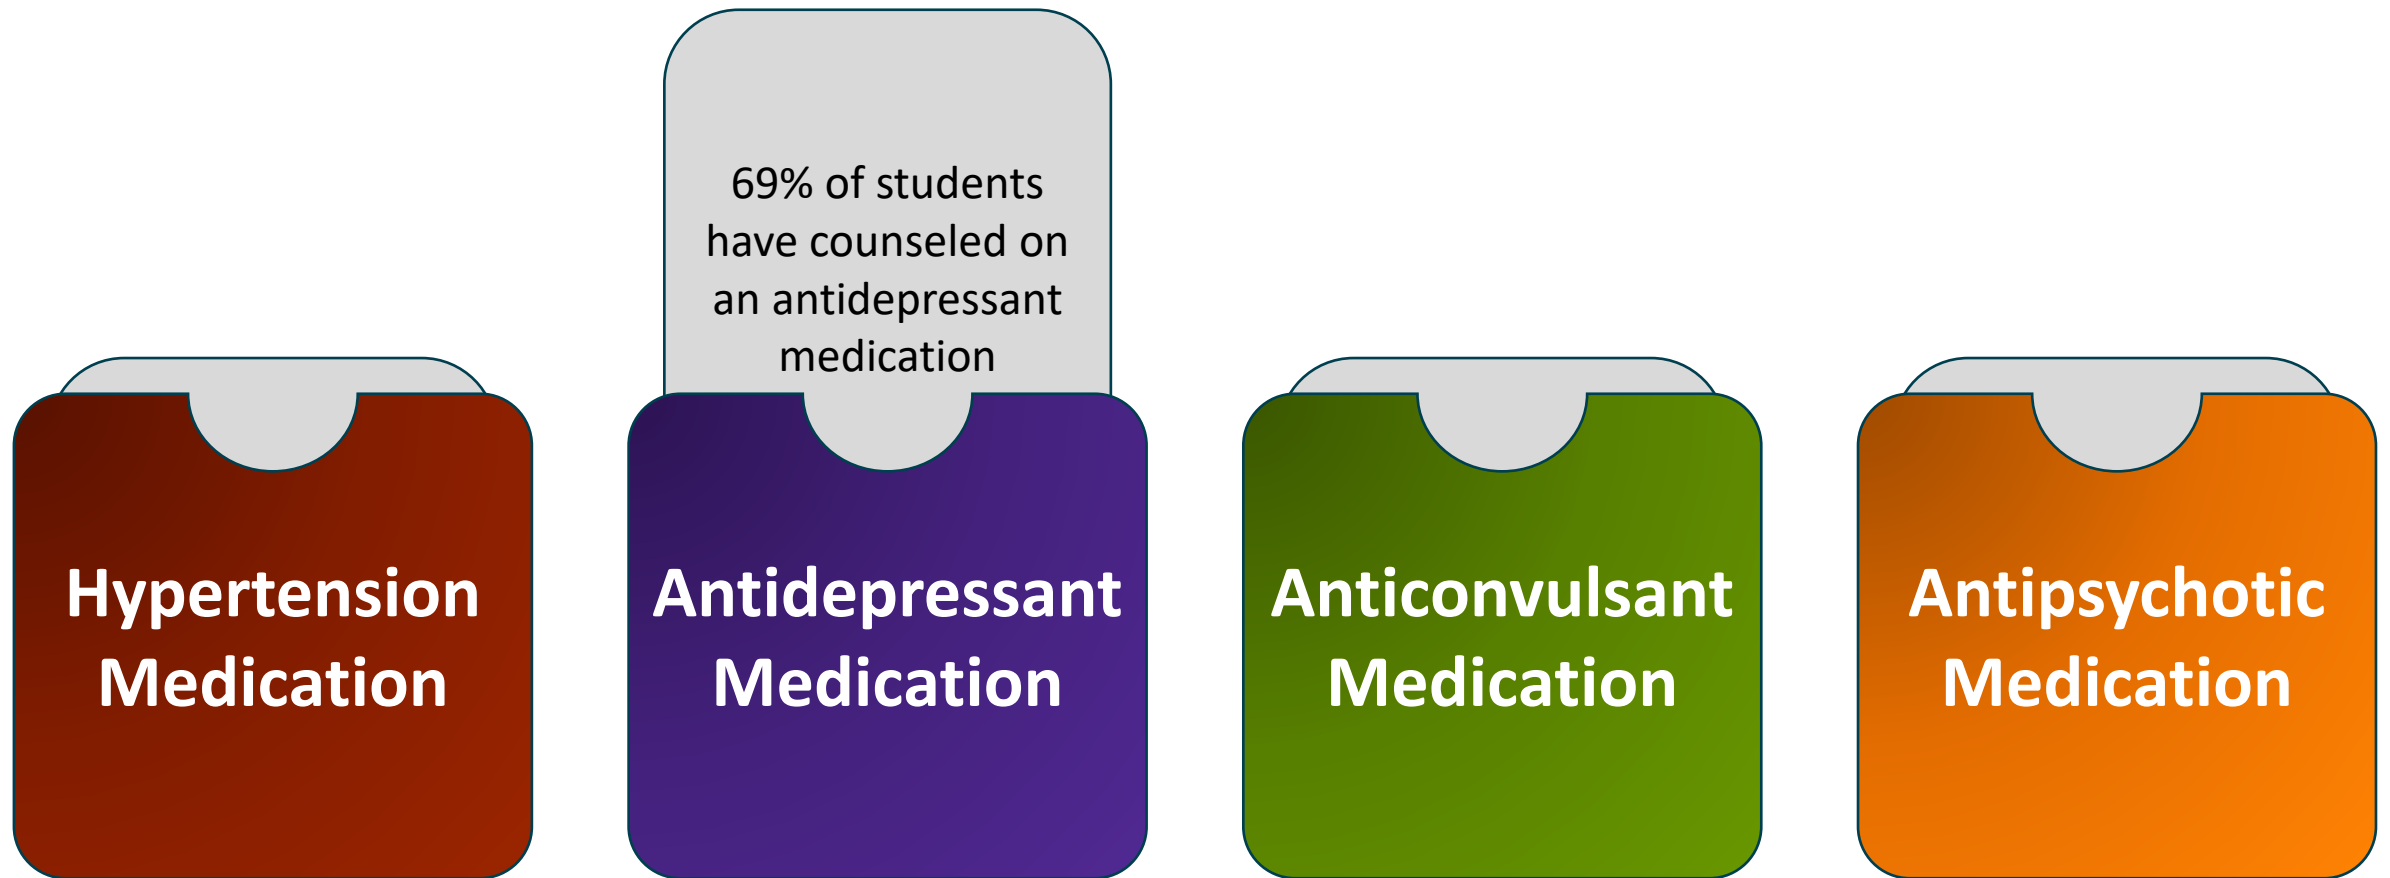 69% of students
have counseled on
an antidepressant
medication
Hypertension
Medication
Antidepressant
Medication
Anticonvulsant
Medication
Antipsychotic
Medication